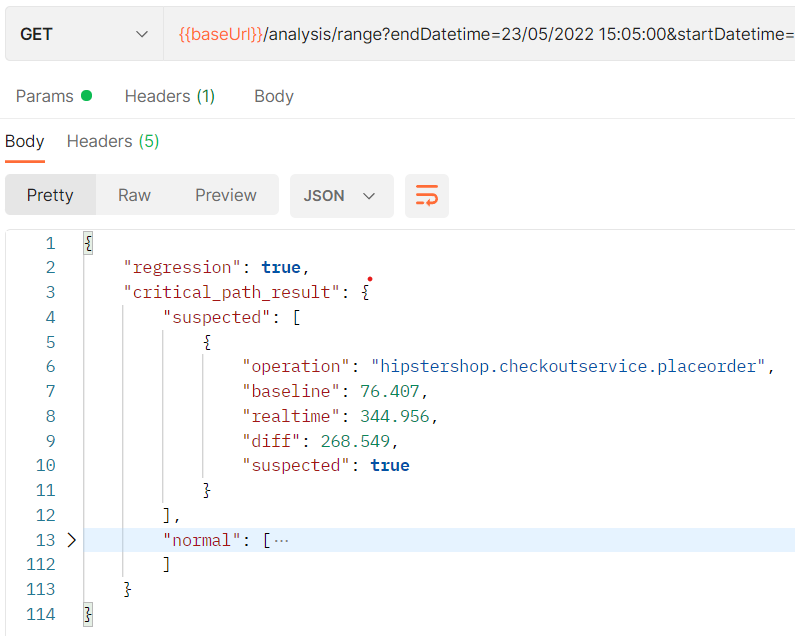 GET {{baseUrl}}/analysis/range?endDatetime=23/05/2022 15:05:00&startDatetime=
Params Headers (1) Body
Body Headers (5)
Pretty Raw Preview JSON
1 {
2 "regression": true,
3 "critical_path_result": {
4 "suspected": [
5 {
6 "operation": "hipstershop.checkoutservice.placeorder",
7 "baseline": 76.407,
8 "realtime": 344.956,
9 "diff": 268.549,
10 "suspected": true
11 }
12 ],
13 "normal": [ ···
112 ]
113 }
114 }